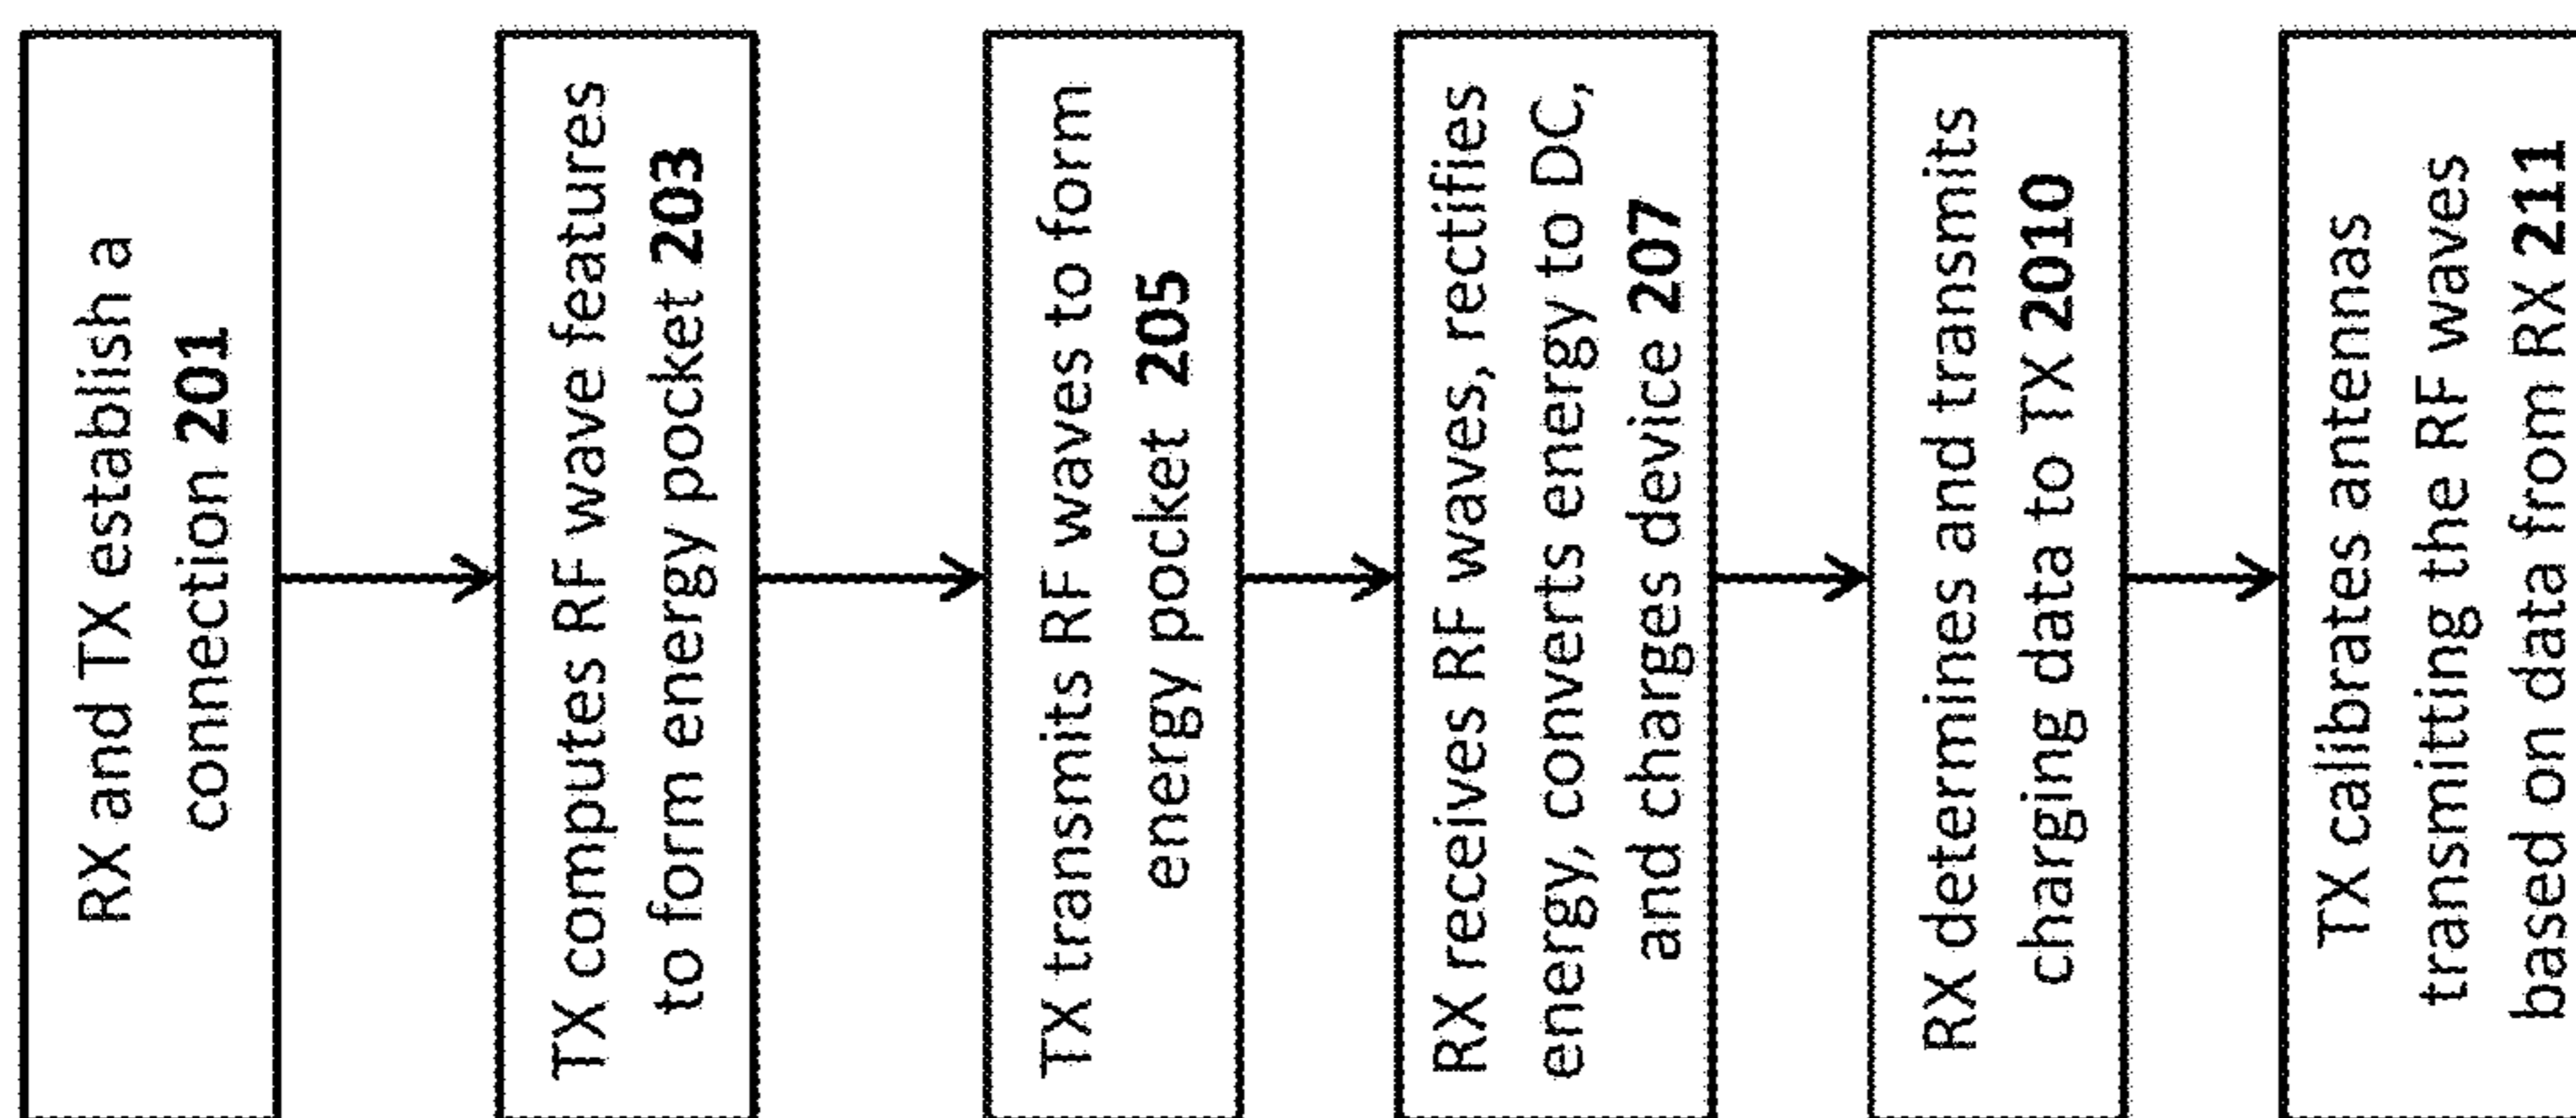 RX and TX establish a
connection 201
TX computes RF wave features
to form energy pocket 203
TX transmits RF waves to form
energy pocket 205
RX receives RF waves, rectifies
energy, converts energy to DC,
and charges device 207
RX determines and transmits
charging data to TX 2010
TX calibrates antennas
transmitting the RF waves
based on data from RX 211